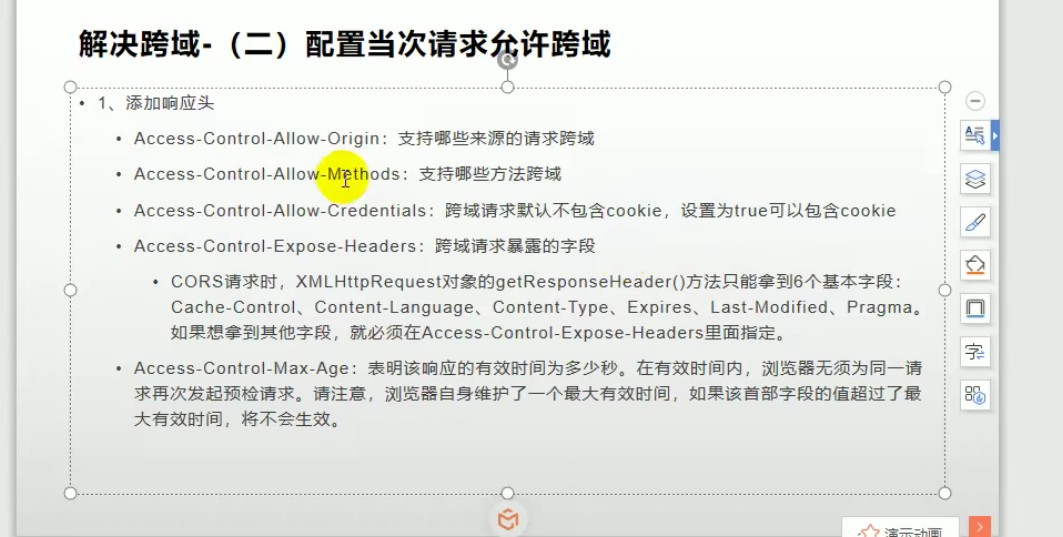 解决跨域-（二）配置当次请求允许跨域
• 1、添加响应头
• Access-Control-Allow-Origin：支持哪些来源的请求跨域
• Access-Control-Allow-Methods：支持哪些方法跨域
• Access-Control-Allow-Credentials：跨域请求默认不包含cookie，设置为true可以包含cookie
• Access-Control-Expose-Headers：跨域请求暴露的字段
• CORS请求时，XMLHttpRequest对象的getResponseHeader()方法只能拿到6个基本字段：
Cache-Control、Content-Language、Content-Type、Expires、Last-Modified、Pragma。
如果想拿到其他字段，就必须在Access-Control-Expose-Headers里面指定。
• Access-Control-Max-Age：表明该响应的有效时间为多少秒。在有效时间内，浏览器无须为同一请
求再次发起预检请求。请注意，浏览器自身维护了一个最大有效时间，如果该首部字段的值超过了最
大有效时间，将不会生效。
字
演示动画